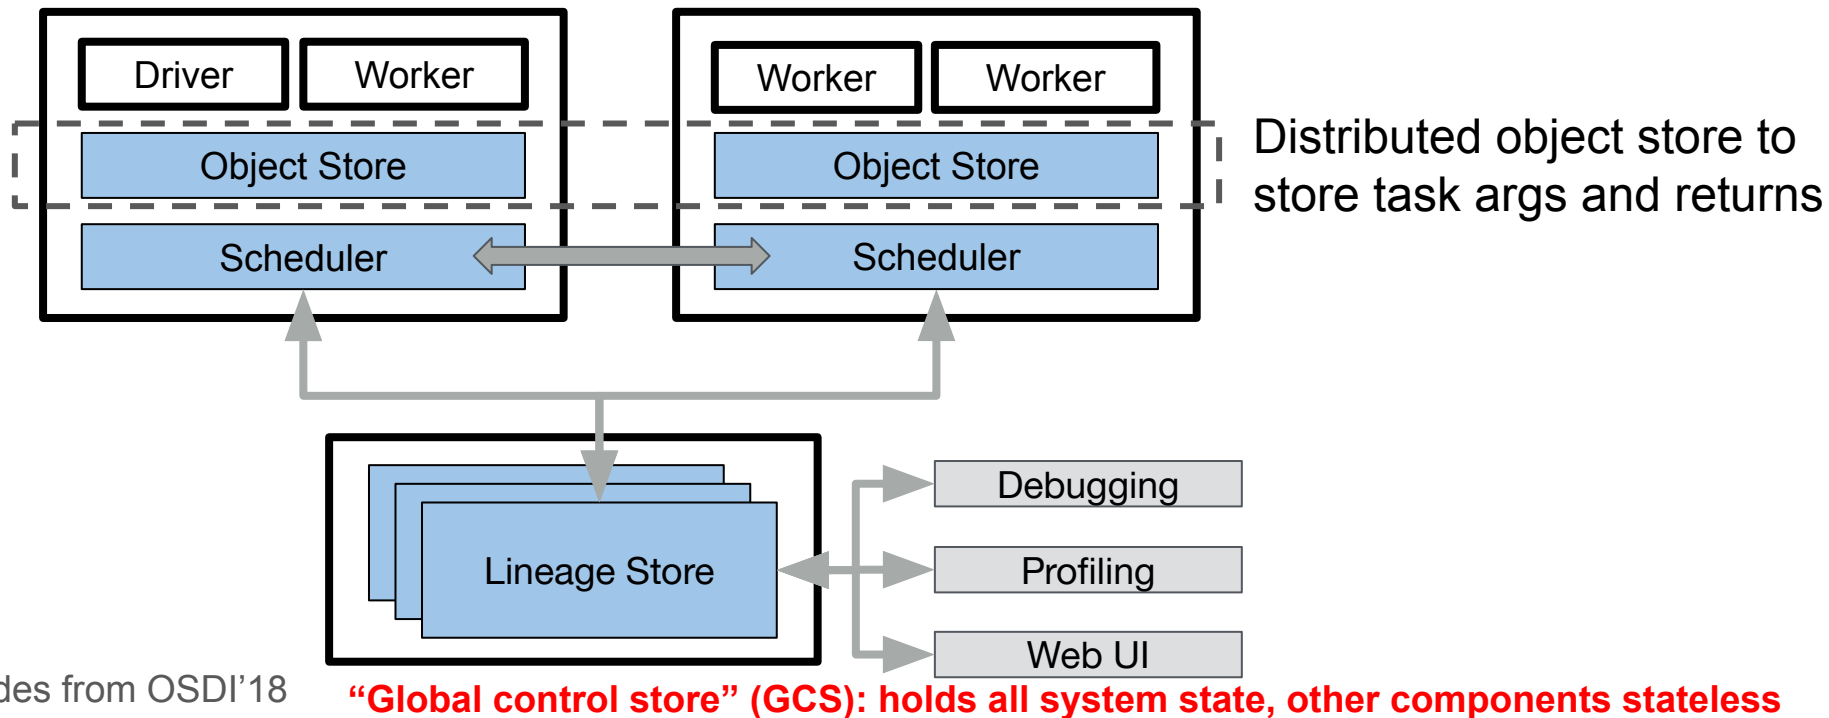 Driver
Worker
Worker
Worker
Object Store
Object Store
Distributed object store to
store task args and returns
Scheduler
Scheduler
Lineage Store
Debugging
Profiling
Web UI
from OSDI’18
“Global control store” (GCS): holds all system state, other components stateless